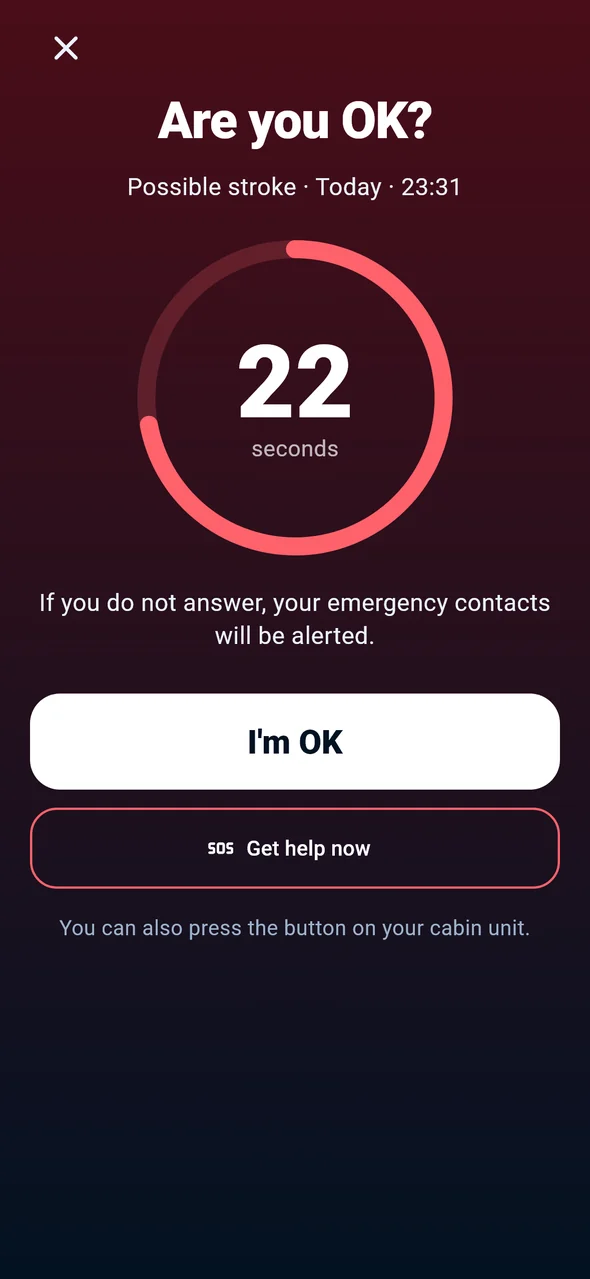 Are you OK?
Possible stroke · Today · 23:31
22
seconds
If you do not answer, your emergency contacts
will be alerted.
I'm OK
SOS Get help now
You can also press the button on your cabin unit.